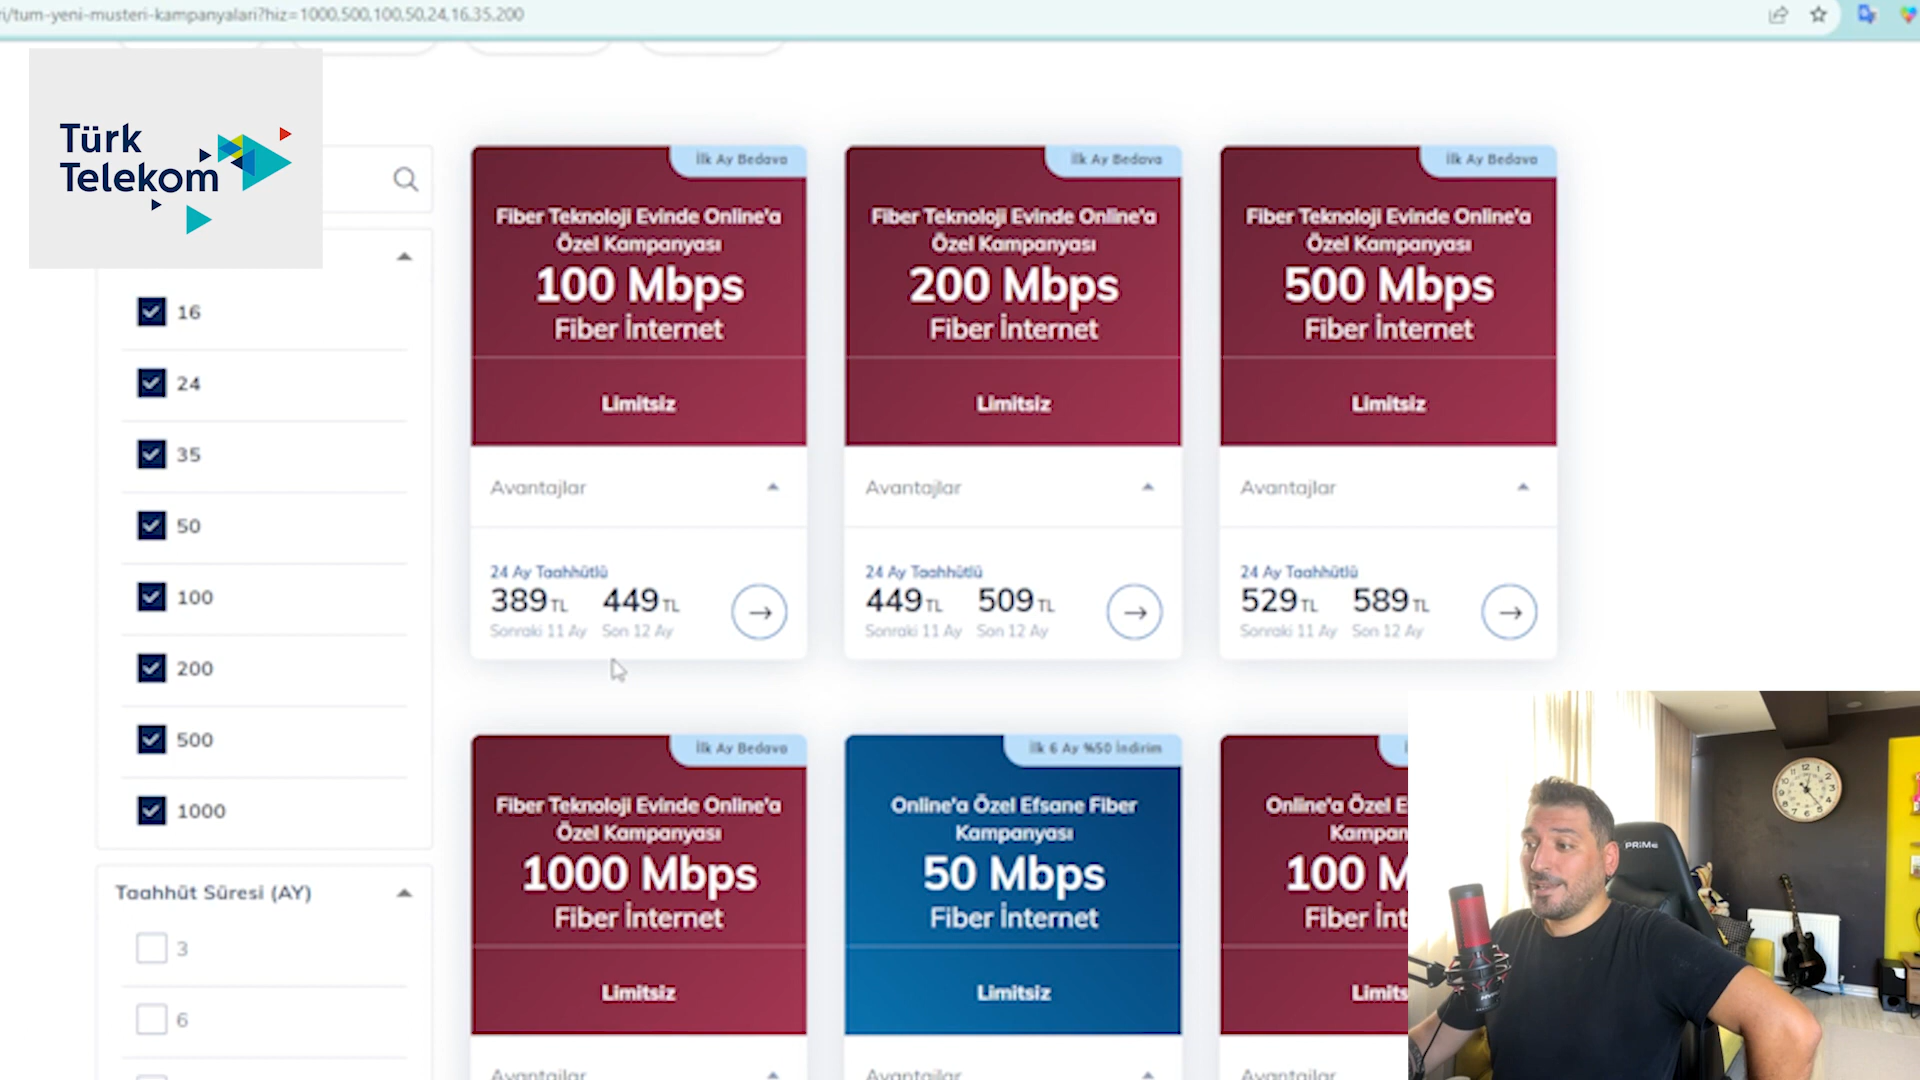 i/tum-yeni-musteri-kampanyalari?hiz=1000,500,100,50,24,16,35,200
Türk
Telekom
16
24
35
50
100
200
500
1000
Taahhüt Süresi (AY)
3
6
İlk Ay Bedava
Fiber Teknoloji Evinde Online'a
Özel Kampanyası
100 Mbps
Fiber İnternet
Limitsiz
Avantajlar
24 Ay Taahhütlü
389 TL 449 TL
Sonraki 11 Ay Son 12 Ay
İlk Ay Bedava
Fiber Teknoloji Evinde Online'a
Özel Kampanyası
200 Mbps
Fiber İnternet
Limitsiz
Avantajlar
24 Ay Taahhütlü
449 TL 509 TL
Sonraki 11 Ay Son 12 Ay
İlk Ay Bedava
Fiber Teknoloji Evinde Online'a
Özel Kampanyası
500 Mbps
Fiber İnternet
Limitsiz
Avantajlar
24 Ay Taahhütlü
529 TL 589 TL
Sonraki 11 Ay Son 12 Ay
İlk Ay Bedava
Fiber Teknoloji Evinde Online'a
Özel Kampanyası
1000 Mbps
Fiber İnternet
Limitsiz
Avantajlar
İlk 6 Ay %50 İndirim
Online'a Özel Efsane Fiber
Kampanyası
50 Mbps
Fiber İnternet
Limitsiz
Avantajlar
Online'a Özel E
Kampan
100 M
Fiber İnt
Limits
Avantajlar
PRiMe